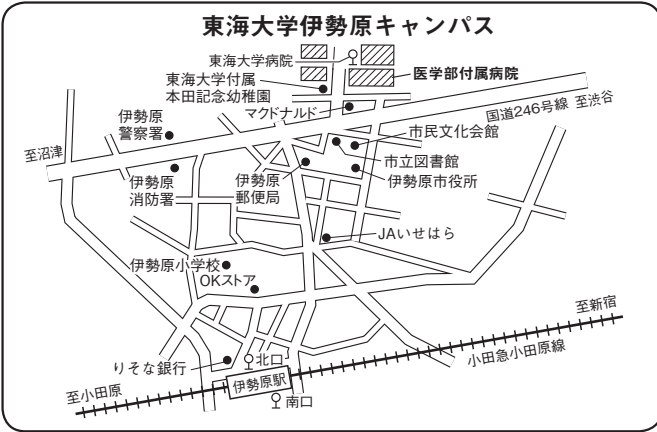 東海大学伊勢原キャンパス
東海大学病院
医学部付属病院
東海大学付属
本田記念幼稚園
マクドナルド
国道246号線
至渋谷
伊勢原
警察署
市民文化会館
至沼津
市立図書館
伊勢原
消防署
伊勢原
郵便局
伊勢原市役所
JAいせはら
伊勢原小学校
OKストア
至新宿
りそな銀行
北口
小田急小田原線
至小田原
伊勢原駅
南口